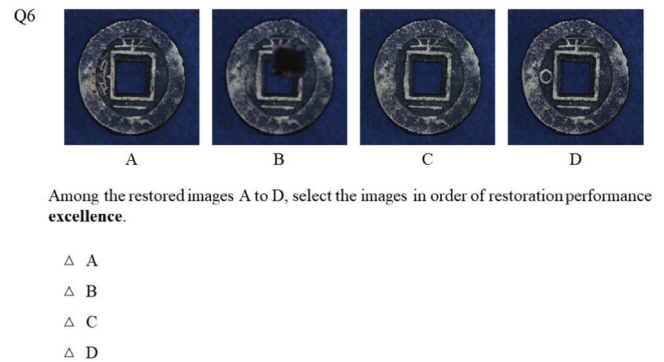 Q6
A B C D
Among the restored images A to D, select the images in order of restoration performance
excellence.
△ A
△ B
△ C
△ D